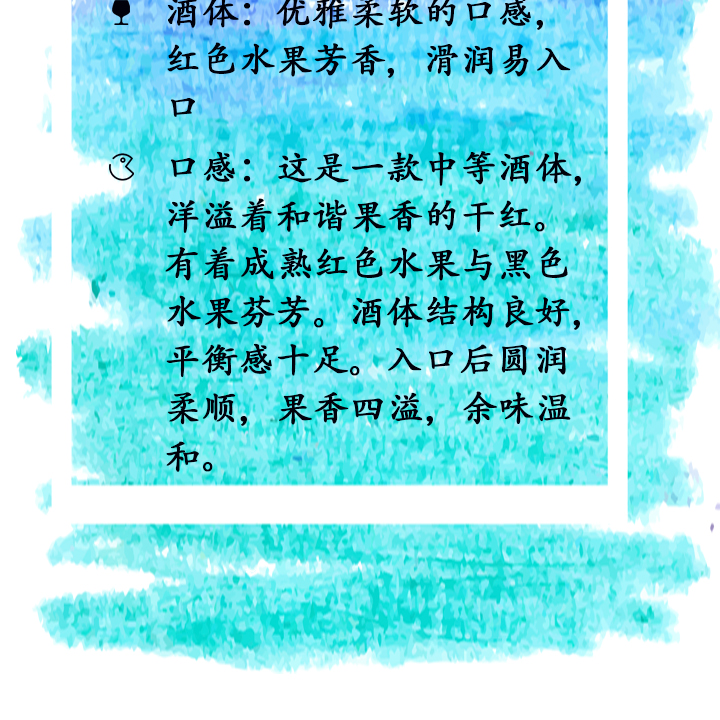 酒体：优雅柔软的口感，
红色水果芳香，滑润易入
口
口感：这是一款中等酒体，
洋溢着和谐果香的干红。
有着成熟红色水果与黑色
水果芬芳。酒体结构良好，
平衡感十足。入口后圆润
柔顺，果香四溢，余味温
和。